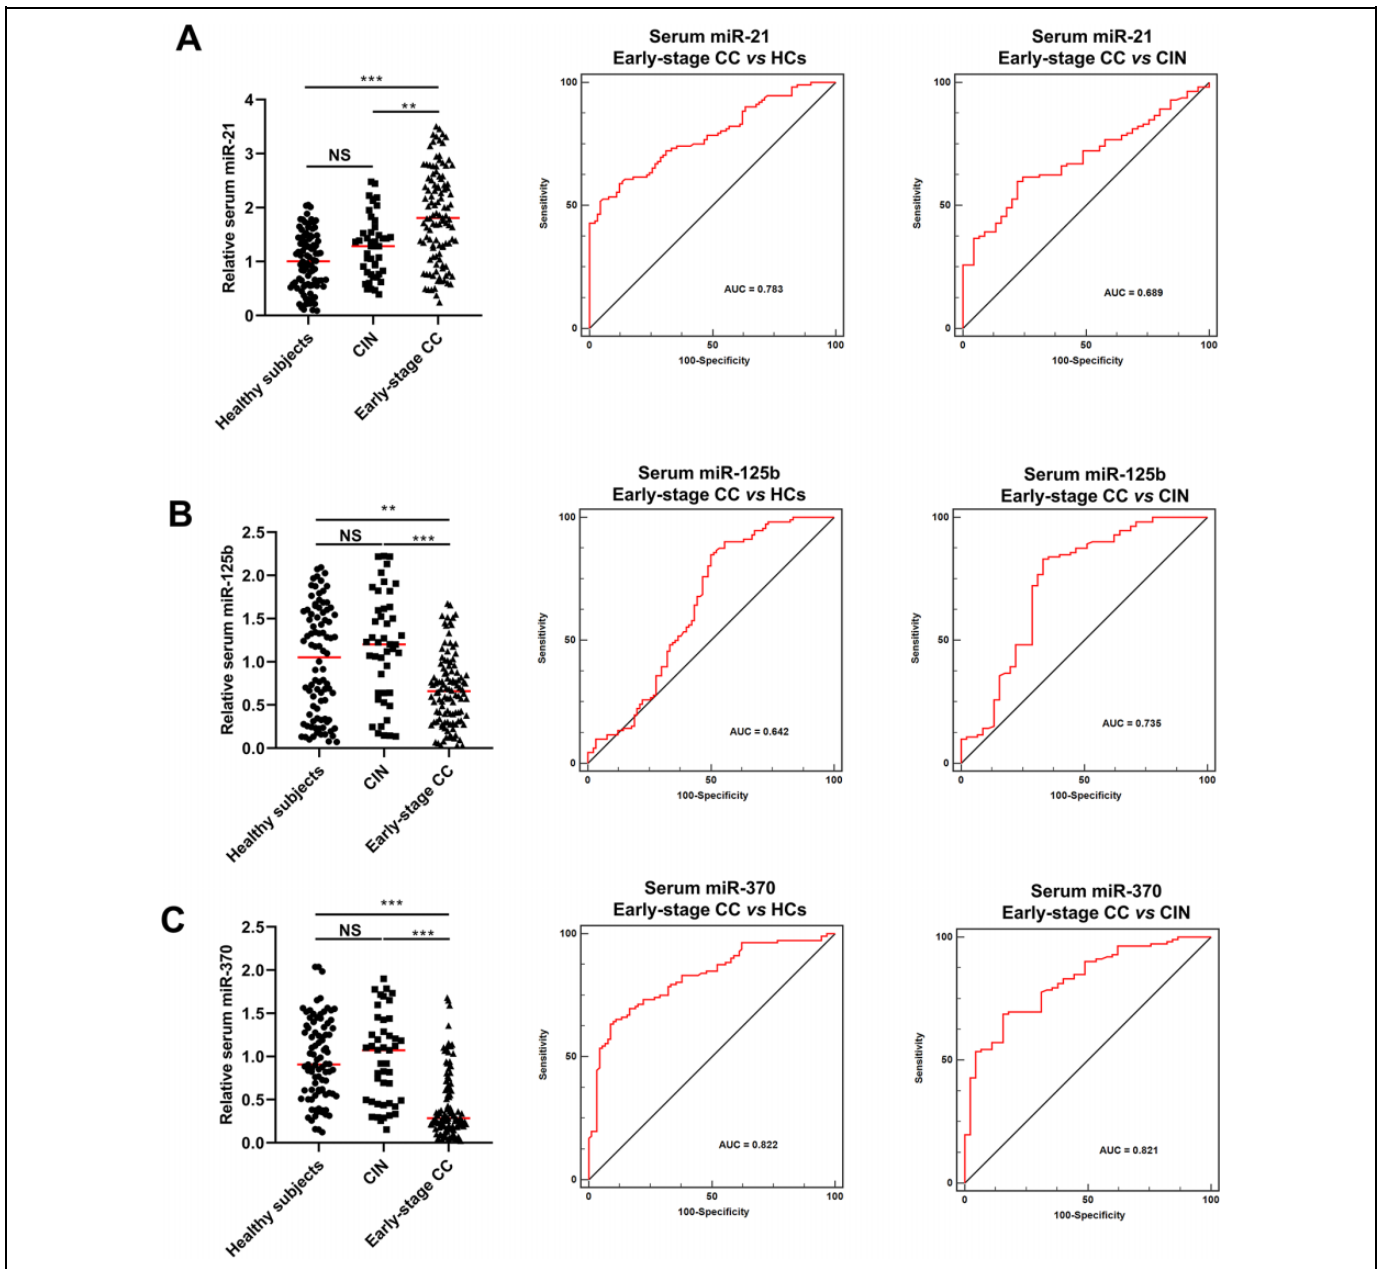 A
Serum miR-21
Early-stage CC vs HCs
Serum miR-21
Early-stage CC vs CIN
***
**
NS
Relative serum miR-21
4
3
2
1
0
Healthy subjects
CIN
Early-stage CC
Sensitivity
100
50
0
AUC = 0.783
0
50
100
100-Specificity
Sensitivity
100
50
0
AUC = 0.689
0
50
100
100-Specificity
B
Serum miR-125b
Early-stage CC vs HCs
Serum miR-125b
Early-stage CC vs CIN
**
NS
***
Relative serum miR-125b
2.5
2.0
1.5
1.0
0.5
0.0
Healthy subjects
CIN
Early-stage CC
Sensitivity
100
50
0
AUC = 0.642
0
50
100
100-Specificity
Sensitivity
100
50
0
AUC = 0.735
0
50
100
100-Specificity
C
Serum miR-370
Early-stage CC vs HCs
Serum miR-370
Early-stage CC vs CIN
***
NS
***
Relative serum miR-370
2.5
2.0
1.5
1.0
0.5
0.0
Healthy subjects
CIN
Early-stage CC
Sensitivity
100
50
0
AUC = 0.822
0
50
100
100-Specificity
Sensitivity
100
50
0
AUC = 0.821
0
50
100
100-Specificity